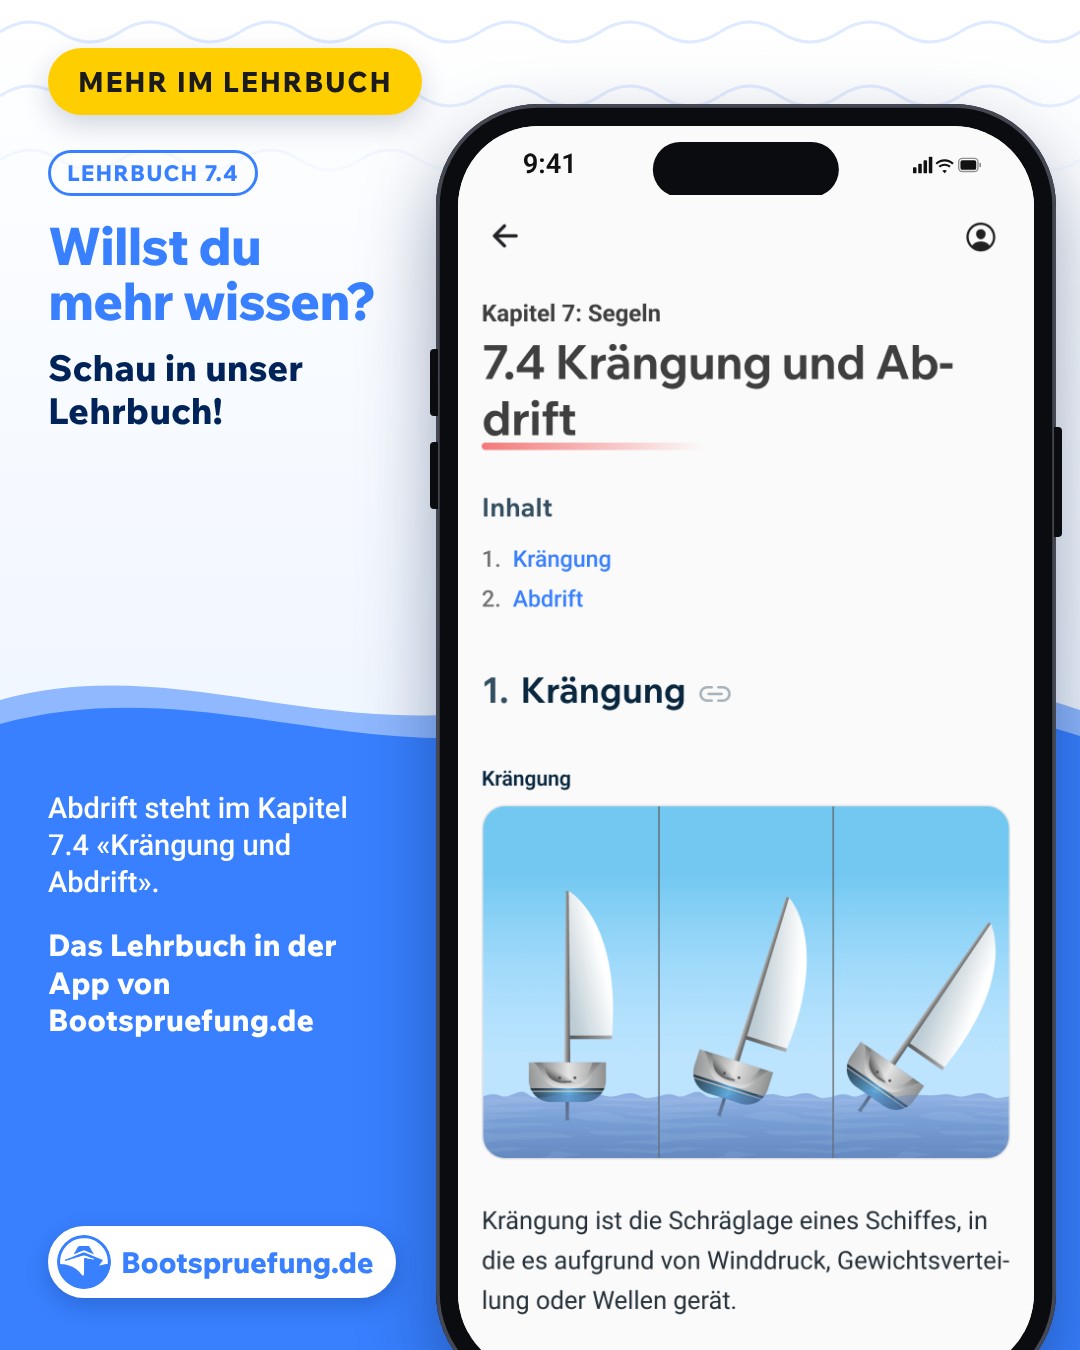 MEHR IM LEHRBUCH
LEHRBUCH 7.4
Willst du
mehr wissen?
Schau in unser
Lehrbuch!
Abdrift steht im Kapitel
7.4 «Krängung und
Abdrift».
Das Lehrbuch in der
App von
Bootspruefung.de
Bootspruefung.de
9:41
Kapitel 7: Segeln
7.4 Krängung und Ab-
drift
Inhalt
1. Krängung
2. Abdrift
1. Krängung
Krängung
Krängung ist die Schräglage eines Schiffes, in
die es aufgrund von Winddruck, Gewichtsvertei-
lung oder Wellen gerät.